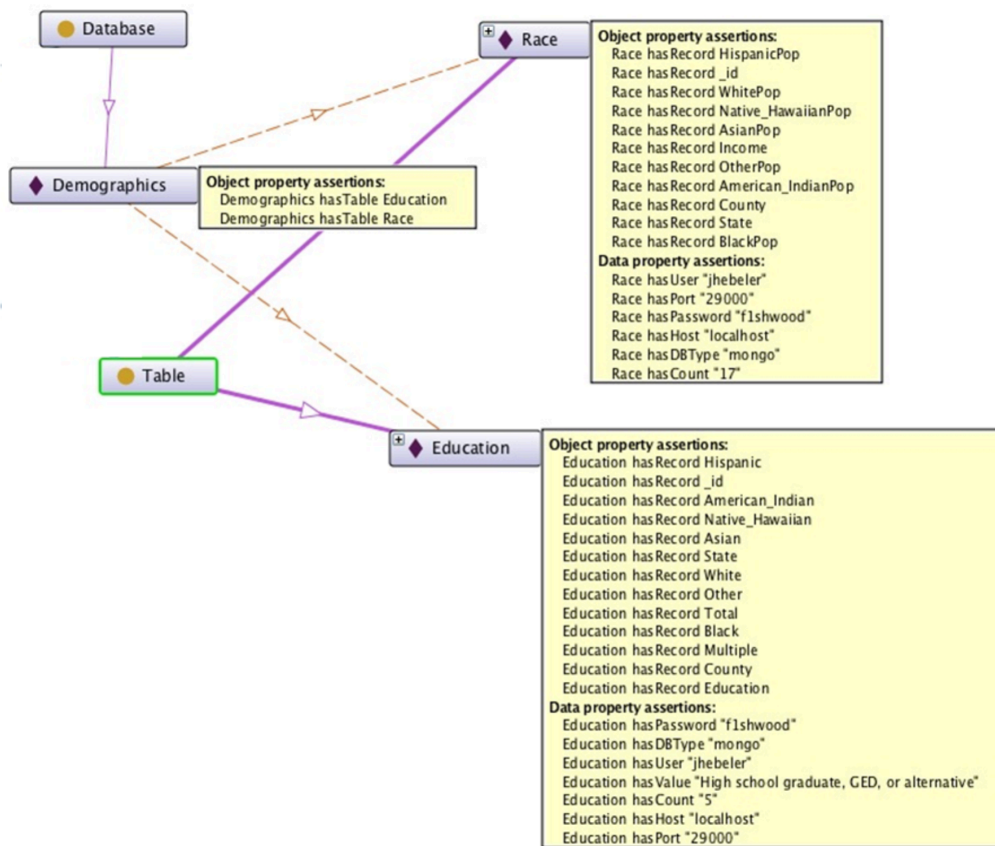 Database
Race
Object property assertions:
Race hasRecord HispanicPop
Race hasRecord _id
Race hasRecord WhitePop
Race hasRecord Native_HawaiianPop
Race hasRecord AsianPop
Race hasRecord Income
Race hasRecord OtherPop
Race hasRecord American_IndianPop
Race hasRecord County
Race hasRecord State
Race hasRecord BlackPop
Data property assertions:
Race hasUser "jhebeler"
Race hasPort "29000"
Race hasPassword "f1shwood"
Race hasHost "localhost"
Race hasDBType "mongo"
Race hasCount "17"
Demographics
Object property assertions:
Demographics hasTable Education
Demographics hasTable Race
Table
Education
Object property assertions:
Education hasRecord Hispanic
Education hasRecord _id
Education hasRecord American_Indian
Education hasRecord Native_Hawaiian
Education hasRecord Asian
Education hasRecord State
Education hasRecord White
Education hasRecord Other
Education hasRecord Total
Education hasRecord Black
Education hasRecord Multiple
Education hasRecord County
Education hasRecord Education
Data property assertions:
Education hasPassword "f1shwood"
Education hasDBType "mongo"
Education hasUser "jhebeler"
Education hasValue "High school graduate, GED, or alternative"
Education hasCount "5"
Education hasHost "localhost"
Education hasPort "29000"